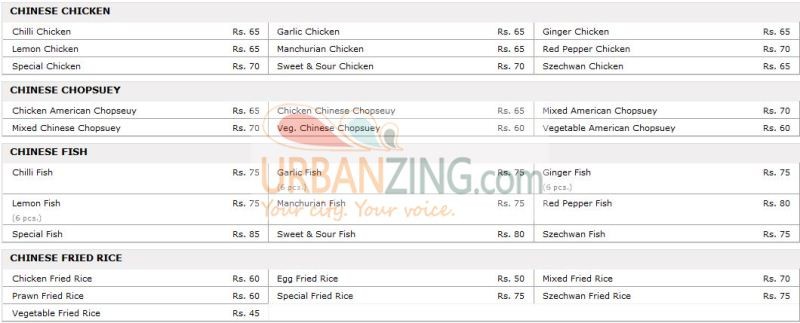 CHINESE CHICKEN
Chilli Chicken Rs. 65 Garlic Chicken Rs. 65 Ginger Chicken Rs. 65
Lemon Chicken Rs. 65 Manchurian Chicken Rs. 65 Red Pepper Chicken Rs. 70
Special Chicken Rs. 70 Sweet & Sour Chicken Rs. 70 Szechwan Chicken Rs. 65
CHINESE CHOPSUEY
Chicken American Chopseuy Rs. 65 Chicken Chinese Chopseuy Rs. 65 Mixed American Chopsuey Rs. 70
Mixed Chinese Chopsuey Rs. 70 Veg. Chinese Chopsuey Rs. 60 Vegetable American Chopsuey Rs. 60
CHINESE FISH
Chilli Fish Rs. 75 Garlic Fish Rs. 75 Ginger Fish Rs. 75
(6 pcs.) (6 pcs.)
URBANZING.com
Your city. Your voice.
Lemon Fish Rs. 75 Manchurian Fish Rs. 75 Red Pepper Fish Rs. 80
(6 pcs.)
Special Fish Rs. 85 Sweet & Sour Fish Rs. 80 Szechwan Fish Rs. 75
CHINESE FRIED RICE
Chicken Fried Rice Rs. 60 Egg Fried Rice Rs. 50 Mixed Fried Rice Rs. 70
Prawn Fried Rice Rs. 60 Special Fried Rice Rs. 75 Szechwan Fried Rice Rs. 75
Vegetable Fried Rice Rs. 45